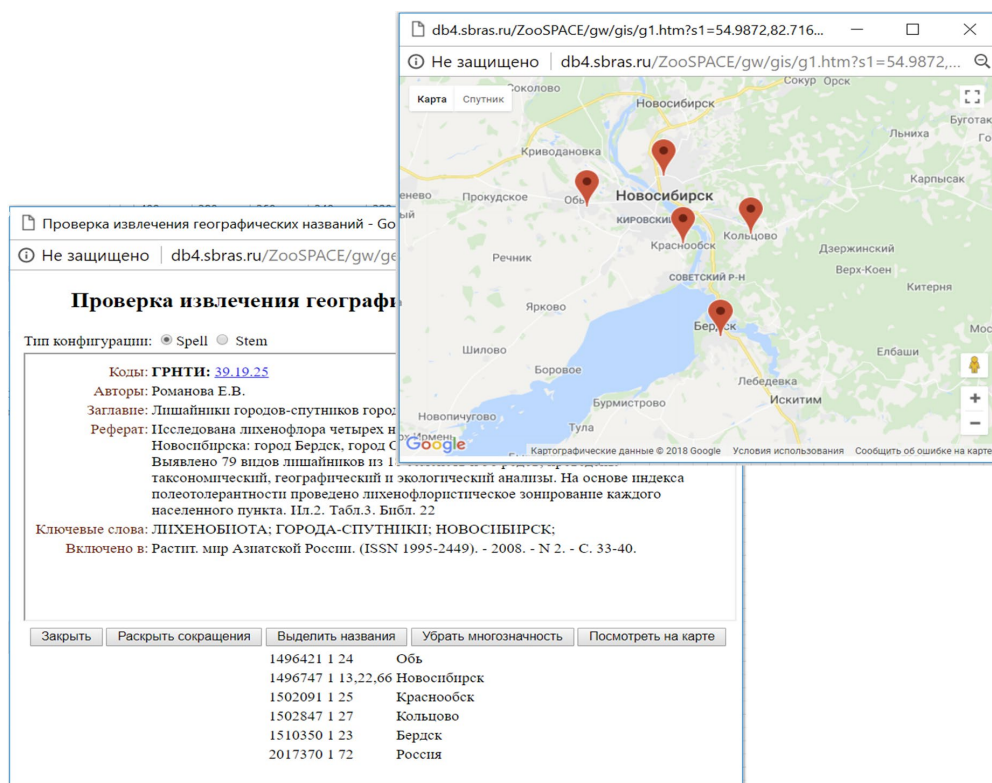 db4.sbras.ru/ZooSPACE/gw/gis/g1.htm?s1=54.9872,82.716...
Не защищено db4.sbras.ru/ZooSPACE/gw/gis/g1.htm?s1=54.9872,...
Карта Спутник
Соколово
Сокур Орск
Новосибирск
Буготак
Льниха
Криводановка
Карпысак
Прокудское
Обь
Новосибирск
КИРОВСКИЙ
Кольцово
Краснообск
Дзержинский
Речник
Верх-Коен
СОВЕТСКИЙ Р-Н
Китерня
Ярково
Бердск
Мос
Шилово
Елбаши
Боровое
Лебедевка
Бурмистрово
Искитим
Новопичугово
Тула
Google
Картографические данные © 2018 Google Условия использования Сообщить об ошибке на карте
Проверка извлечения географических названий - Go
Не защищено db4.sbras.ru/ZooSPACE/gw/ge
Проверка извлечения геогра
Тип конфигурации: Spell Stem
Коды: ГРНТИ: 39.19.25
Авторы: Романова Е.В.
Заглавие: Лишайники городов-спутников город
Реферат: Исследована лихенофлора четырех н
Новосибирска: город Бердск, город О
Выявлено 79 видов лишайников из 1
таксономический, географический и экологический анализы. На основе индекса
полеотолерантности проведено лихенофлористическое зонирование каждого
населенного пункта. Ил.2. Табл.3. Библ. 22
Ключевые слова: ЛИХЕНОБИОТА; ГОРОДА-СПУТНИКИ; НОВОСИБИРСК;
Включено в: Растит. мир Азиатской России. (ISSN 1995-2449). - 2008. - N 2. - С. 33-40.
Закрыть Раскрыть сокращения Выделить названия Убрать многозначность Посмотреть на карте
1496421 1 24 Обь
1496747 1 13,22,66 Новосибирск
1502091 1 25 Краснообск
1502847 1 27 Кольцово
1510350 1 23 Бердск
2017370 1 72 Россия